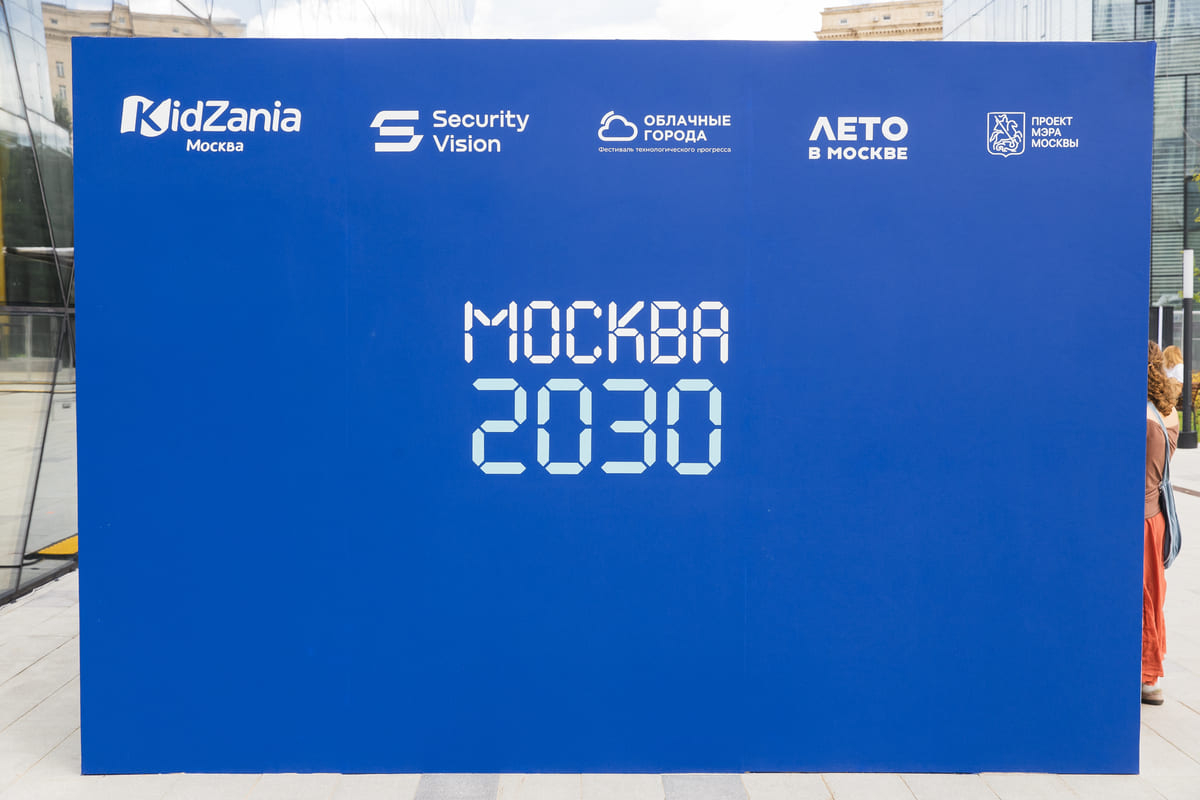 KidZania
Москва
Security
Vision
ОБЛАЧНЫЕ
ГОРОДА
Фестиваль технологического прогресса
ЛЕТО
В МОСКВЕ
ПРОЕКТ
МЭРА
МОСКВЫ
МОСКВА
2030